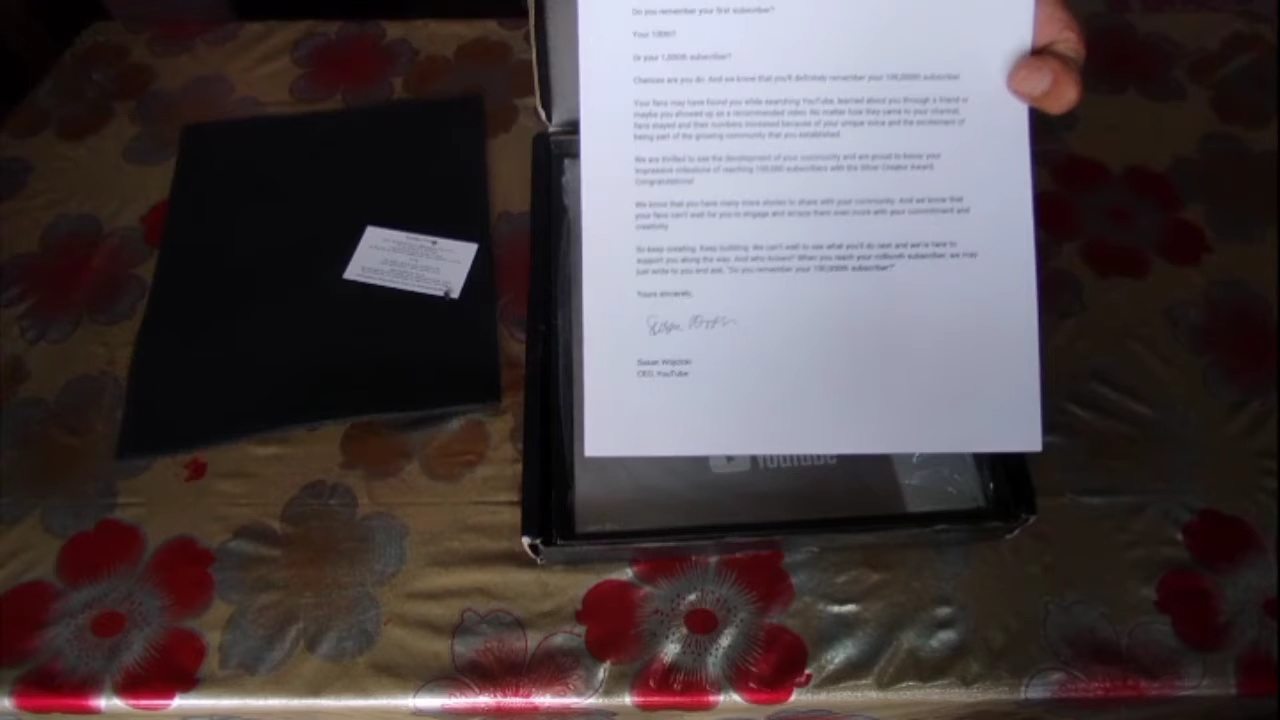 Do you remember your first subscriber?
Your 100th?
Or your 1,000th subscriber?
Chances are you do. And we know that you'll definitely remember your 100,000th subscriber.
Your fans may have found you while searching YouTube, learned about you through a friend or
maybe you showed up as a recommended video. No matter how they came to your channel,
fans stayed and their numbers increased because of your unique voice and the excitement of
being part of the growing community that you established.
We are thrilled to see the development of your community and are proud to honor your
impressive milestone of reaching 100,000 subscribers with the Silver Creator Award.
Congratulations!
We know that you have many more stories to share with your community. And we know that
your fans can't wait for you to engage and them even more with your commitment and
creativity.
So keep creating. Keep building. We can't wait to see what you'll do next and we're here to
support you along the way. And who knows? When you reach your millionth subscriber, we may
just write to you and ask, "Do you remember your 100,000th subscriber?"
Yours sincerely,
Susan Wojcicki
CEO, YouTube
YouTube